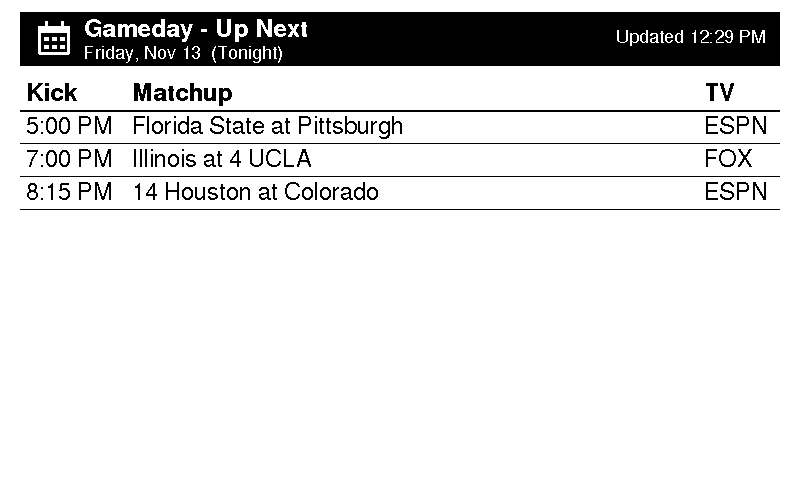 Gameday - Up Next
Friday, Nov 13 (Tonight)
Updated 12:29 PM
Kick Matchup TV
5:00 PM Florida State at Pittsburgh ESPN
7:00 PM Illinois at 4 UCLA FOX
8:15 PM 14 Houston at Colorado ESPN